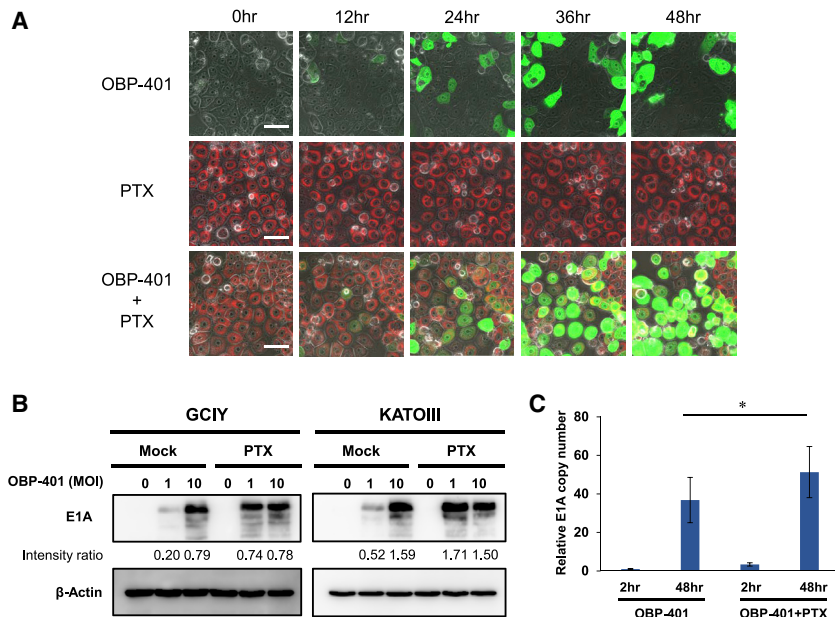 A
0hr 12hr 24hr 36hr 48hr
OBP-401
PTX
OBP-401
+
PTX
B
GCIY KATOIII
Mock PTX Mock PTX
OBP-401 (MOI) 0 1 10 0 1 10 0 1 10 0 1 10
E1A
Intensity ratio 0.20 0.79 0.74 0.78 0.52 1.59 1.71 1.50
β-Actin
C
*
Relative E1A copy number
80
60
40
20
0
2hr 48hr 2hr 48hr
OBP-401 OBP-401+PTX